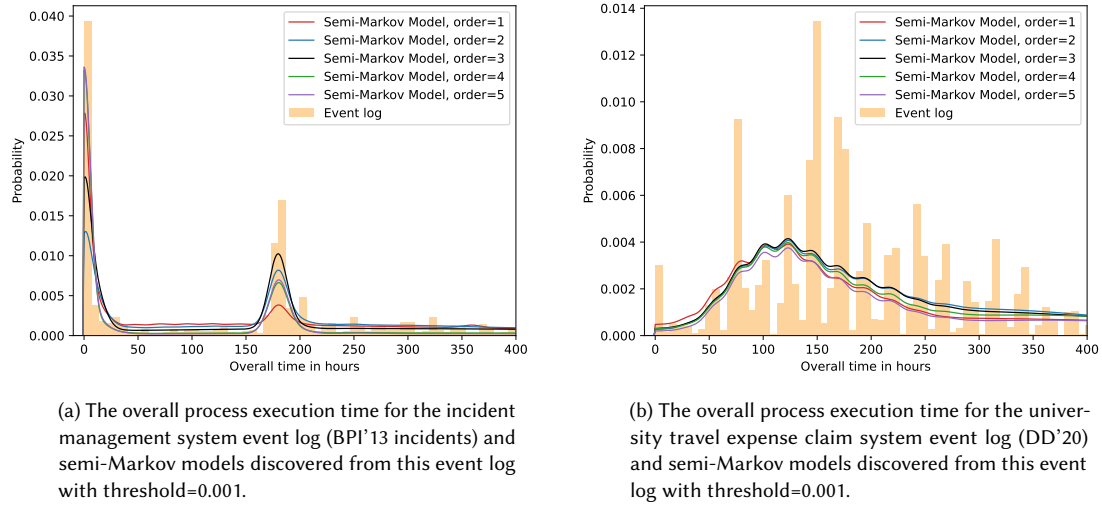 Semi-Markov Model, order=1
Semi-Markov Model, order=2
Semi-Markov Model, order=3
Semi-Markov Model, order=4
Semi-Markov Model, order=5
Event log
0.040
0.035
0.030
0.025
0.020
0.015
0.010
0.005
0.000
Probability
0 50 100 150 200 250 300 350 400
Overall time in hours
(a) The overall process execution time for the incident
management system event log (BPI’13 incidents) and
semi-Markov models discovered from this event log
with threshold=0.001.
Semi-Markov Model, order=1
Semi-Markov Model, order=2
Semi-Markov Model, order=3
Semi-Markov Model, order=4
Semi-Markov Model, order=5
Event log
0.014
0.012
0.010
0.008
0.006
0.004
0.002
0.000
Probability
0 50 100 150 200 250 300 350 400
Overall time in hours
(b) The overall process execution time for the univer-
sity travel expense claim system event log (DD’20)
and semi-Markov models discovered from this event
log with threshold=0.001.